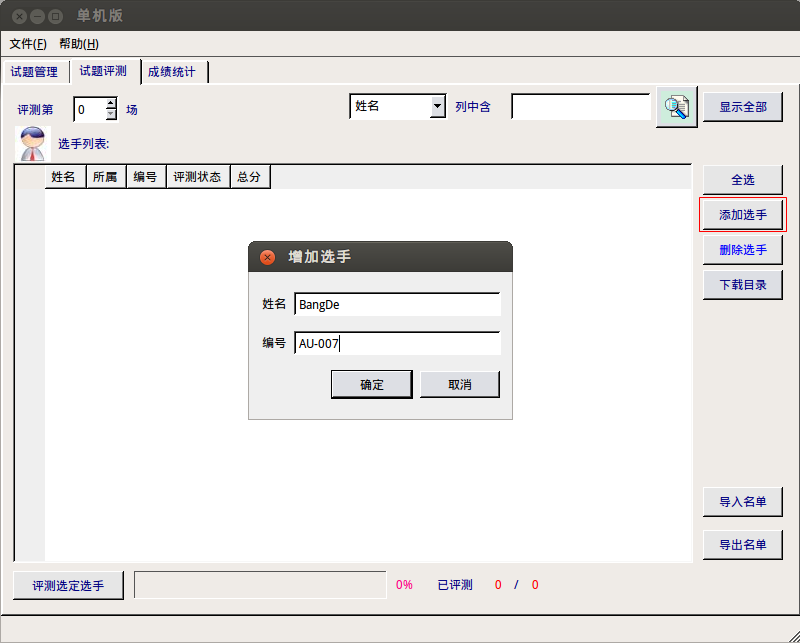 单机版
文件(F) 帮助(H)
试题管理 试题评测 成绩统计
评测第 0 场 姓名 列中含 显示全部
选手列表:
姓名 所属 编号 评测状态 总分
全选
添加选手
删除选手
下载目录
增加选手
姓名 BangDe
编号 AU-007
确定 取消
导入名单
导出名单
评测选定选手 0% 已评测 0 / 0